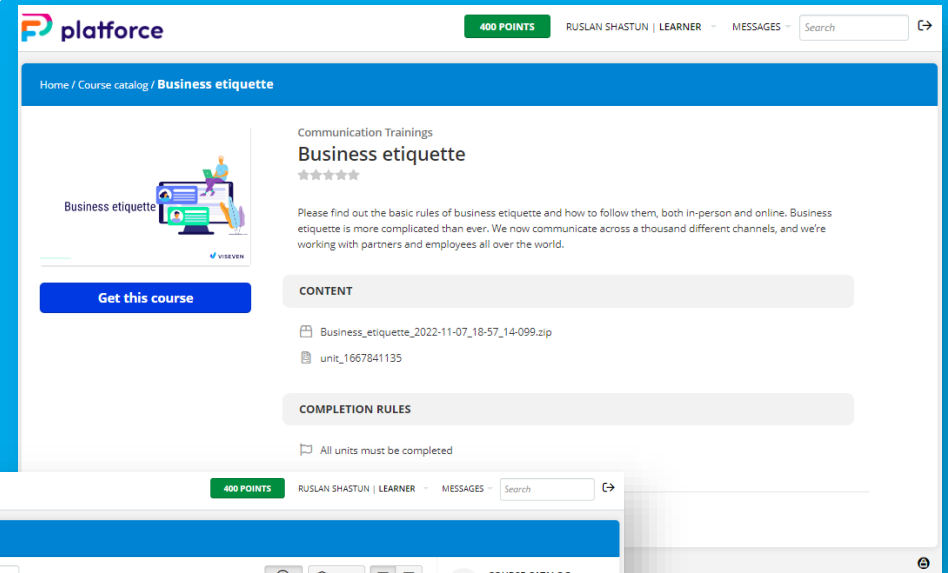 platforce
400 POINTS RUSLAN SHASTUN | LEARNER MESSAGES Search
Home / Course catalog / Business etiquette
Communication Trainings
Business etiquette
Business etiquette
VISEVEN
Please find out the basic rules of business etiquette and how to follow them, both in-person and online. Business
etiquette is more complicated than ever. We now communicate across a thousand different channels, and we're
working with partners and employees all over the world.
Get this course
CONTENT
Business_etiquette_2022-11-07_18-57_14-099.zip
unit_1667841135
COMPLETION RULES
All units must be completed
400 POINTS RUSLAN SHASTUN | LEARNER MESSAGES Search
COURSE CATALOG